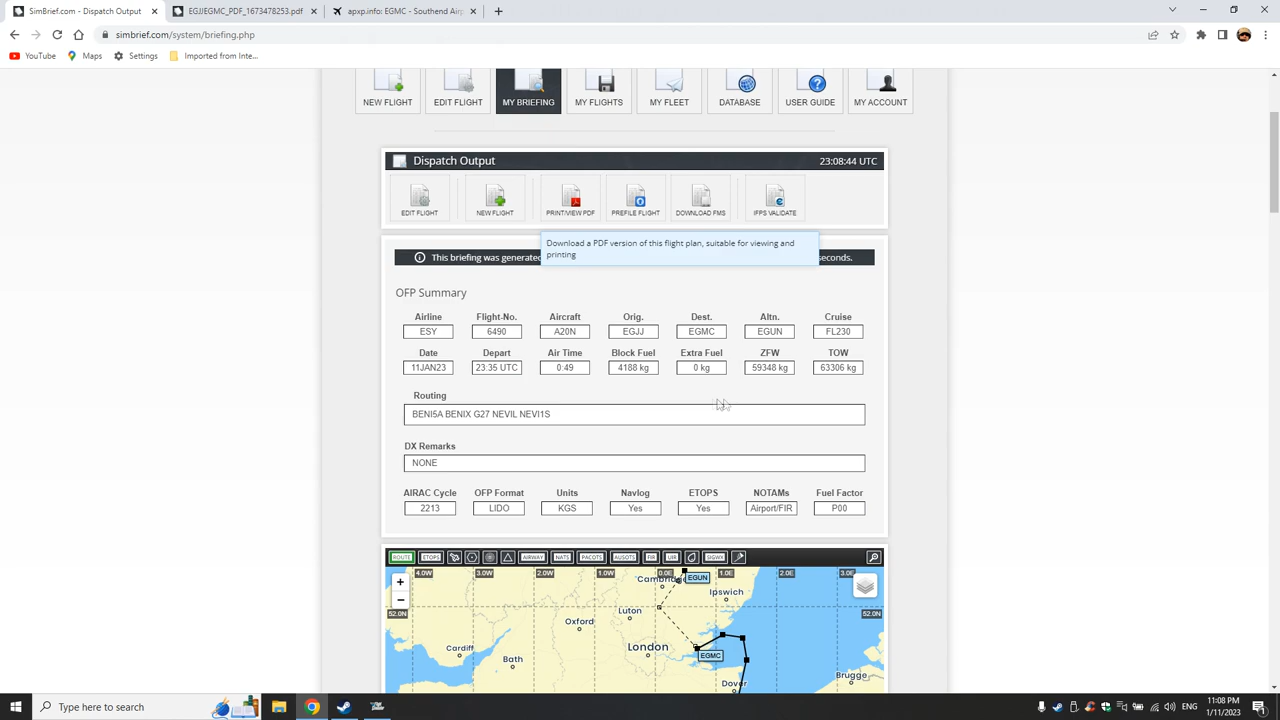 SimBrief.com - Dispatch Output
EGJJEGMC_PDF_1673478253.pdf
apxp.info: EGMC - Southend Air
simbrief.com/system/briefing.php
YouTube
Maps
Settings
Imported from Inte...
NEW FLIGHT
EDIT FLIGHT
MY BRIEFING
MY FLIGHTS
MY FLEET
DATABASE
USER GUIDE
MY ACCOUNT
Dispatch Output
23:08:44 UTC
EDIT FLIGHT
NEW FLIGHT
PRINT/VIEW PDF
PREFILE FLIGHT
DOWNLOAD FMS
IFPS VALIDATE
Download a PDF version of this flight plan, suitable for viewing and
printing
This briefing was generated
seconds.
OFP Summary
Airline Flight-No. Aircraft Orig. Dest. Altn. Cruise
ESY 6490 A20N EGJJ EGMC EGUN FL230
Date Depart Air Time Block Fuel Extra Fuel ZFW TOW
11JAN23 23:35 UTC 0:49 4188 kg 0 kg 59348 kg 63306 kg
Routing
BENI5A BENIX G27 NEVIL NEVI1S
DX Remarks
NONE
AIRAC Cycle OFP Format Units Navlog ETOPS NOTAMs Fuel Factor
2213 LIDO KGS Yes Yes Airport/FIR P00
ROUTE ETOPS AIRWAY NATS PACOTS AUSOTS FIR UIR SIGWX
4.0W 3.0W 2.0W 1.0W 0.0E 1.0E 2.0E 3.0E
+
−
Cambridge
EGUN
Ipswich
52.0N
52.0N
Luton
Oxford
Cardiff
London
EGMC
Bath
Dover
Brugge
Type here to search
ENG
11:08 PM
1/11/2023